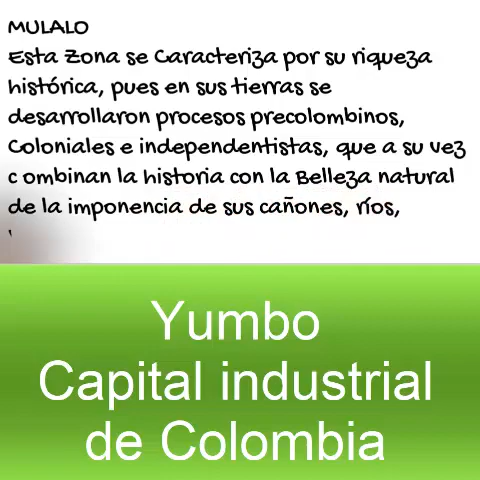 MULALO
Esta Zona se Caracteriza por su riqueza
histórica, pues en sus tierras se
desarrollaron procesos precolombinos,
Coloniales e independentistas, que a su vez
c ombinan la historia con la Belleza natural
de la imponencia de sus cañones, ríos,
Yumbo
Capital industrial
de Colombia